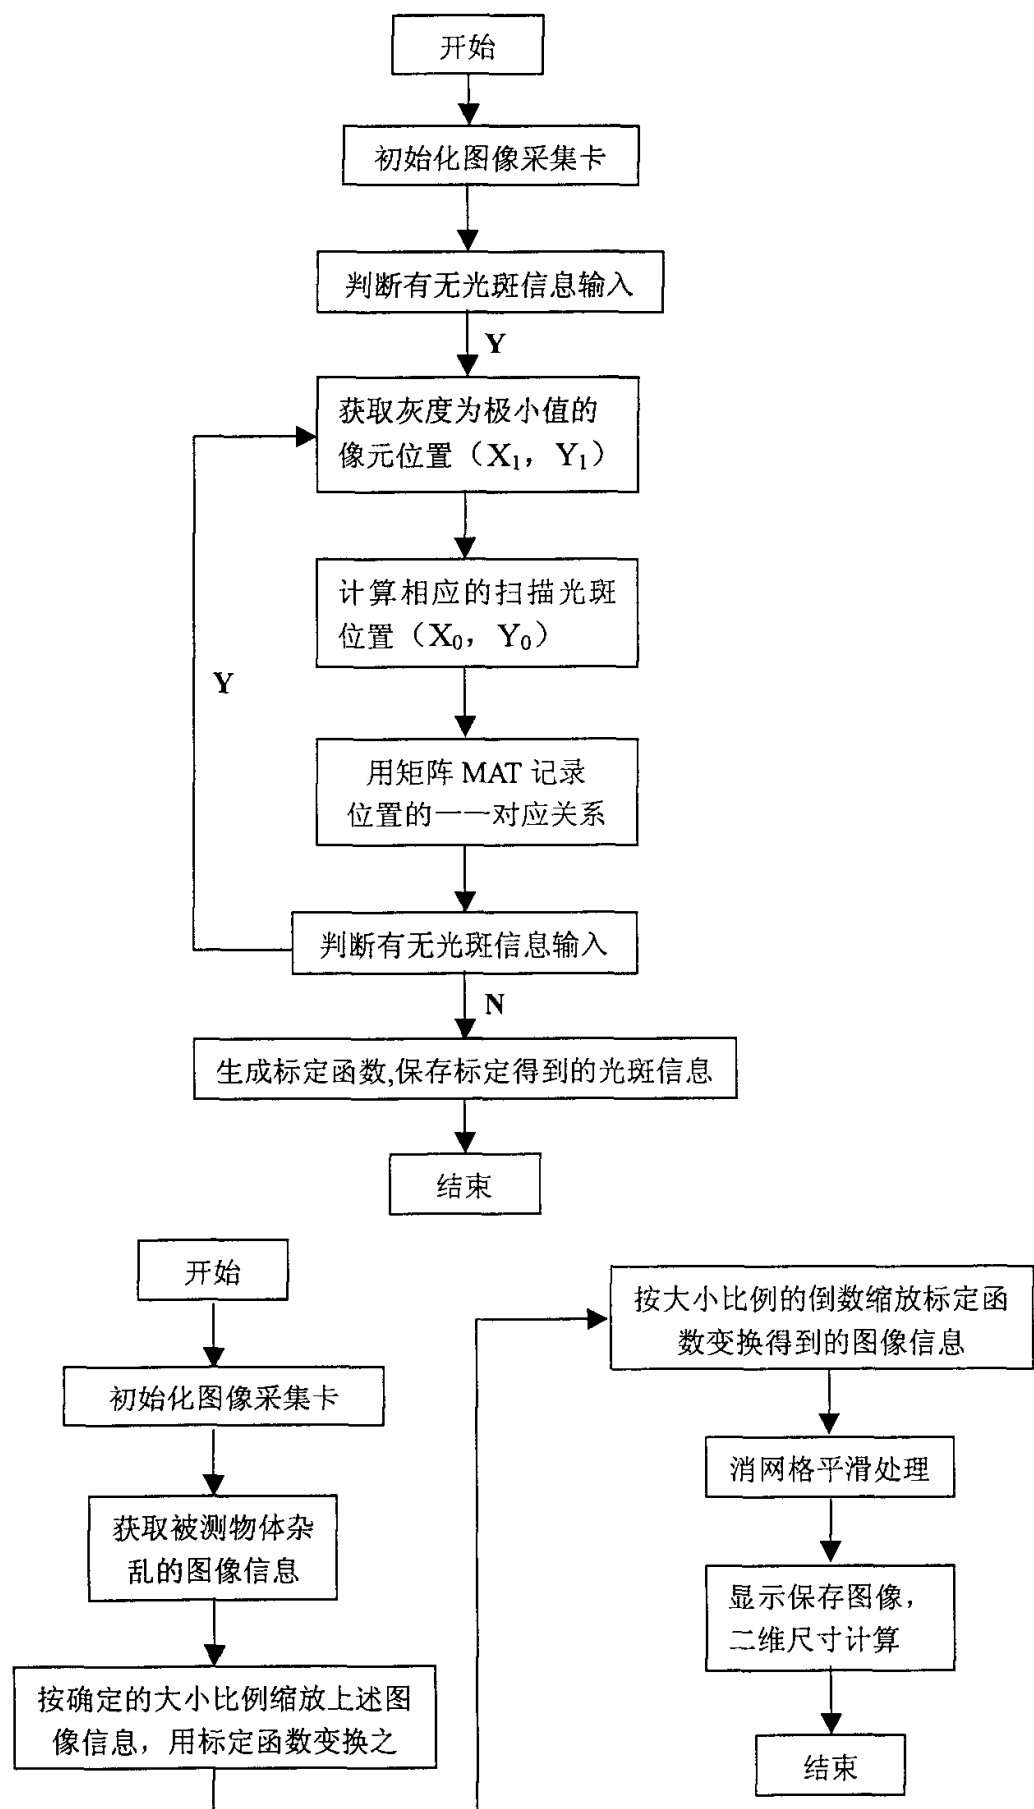 开始
初始化图像采集卡
判断有无光斑信息输入
Y
获取灰度为极小值的
像元位置（X₁，Y₁）
计算相应的扫描光斑
位置（X₀，Y₀）
Y
用矩阵 MAT 记录
位置的一一对应关系
判断有无光斑信息输入
N
生成标定函数,保存标定得到的光斑信息
结束
开始
初始化图像采集卡
获取被测物体杂
乱的图像信息
按确定的大小比例缩放上述图
像信息，用标定函数变换之
按大小比例的倒数缩放标定函
数变换得到的图像信息
消网格平滑处理
显示保存图像，
二维尺寸计算
结束